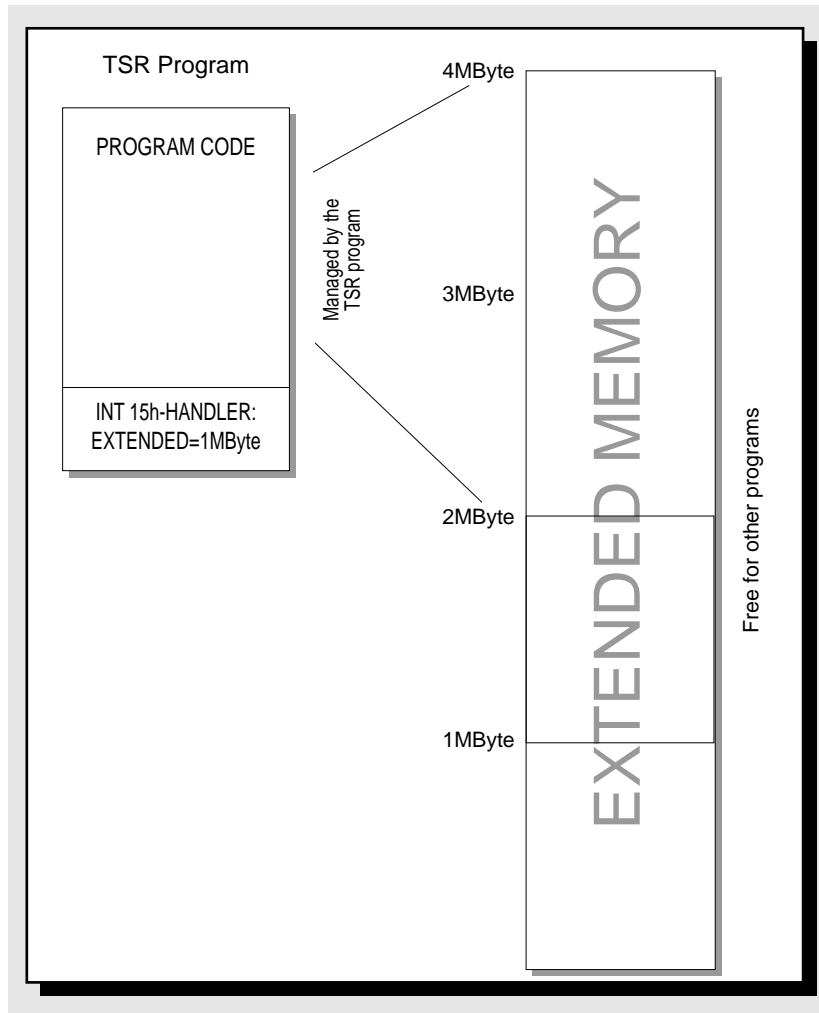 TSR Program
PROGRAM CODE
INT 15h-HANDLER:
EXTENDED=1MByte
Managed by the
TSR program
4MByte
3MByte
2MByte
1MByte
EXTENDED MEMORY
Free for other programs